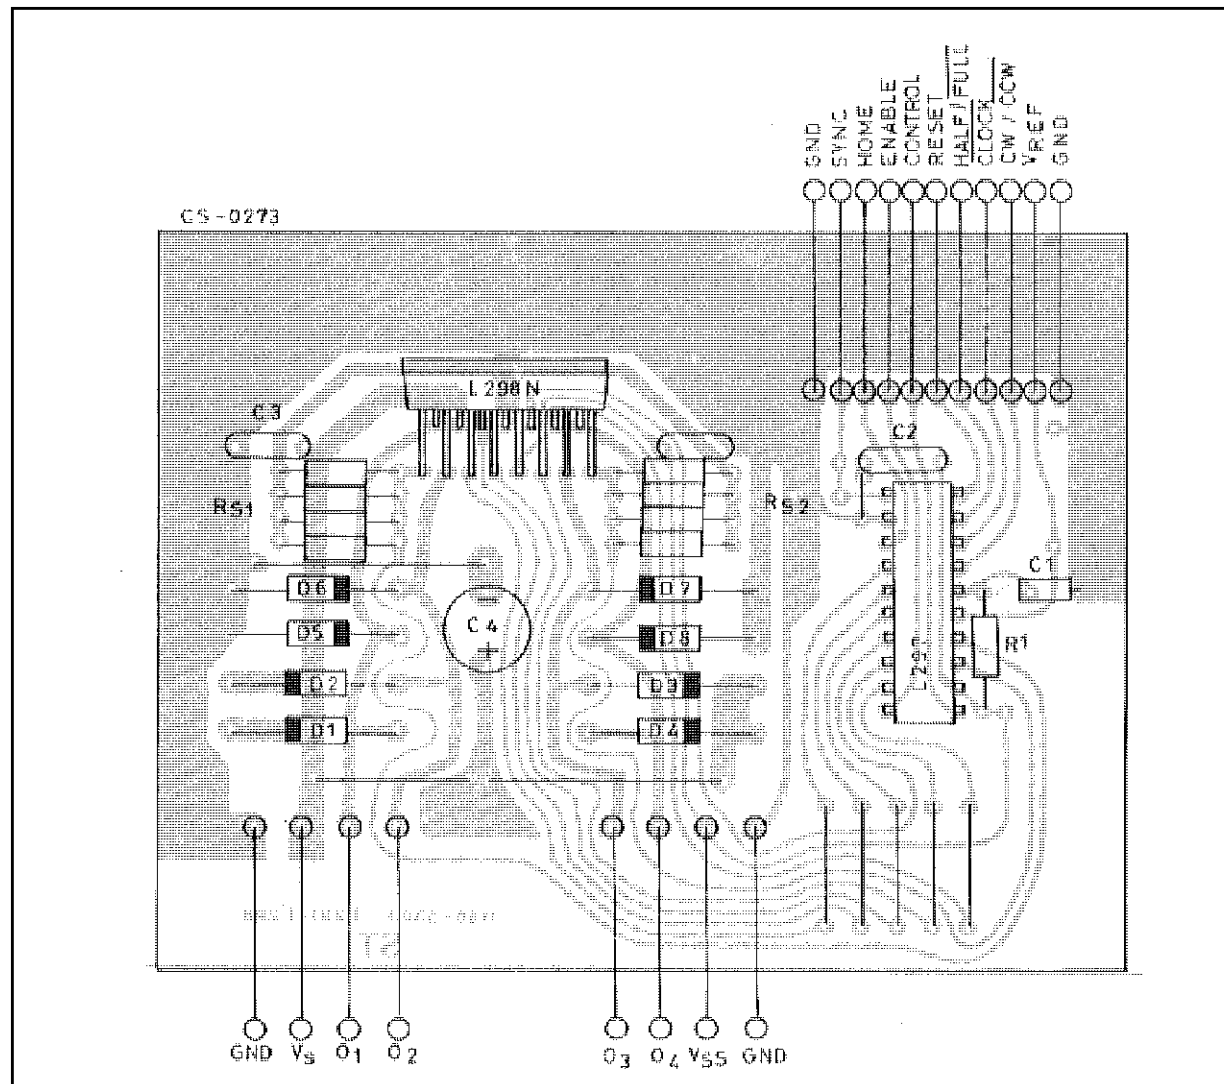 GND
SYNC
HOME
ENABLE
CONTROL
RESET
HALF/FULL
CLOCK
CW/CCW
VREF
GND
CS-0273
L298N
C3
C2
RS1
RS2
C1
D6
D7
D5
C4
D8
R1
L297
D2
D3
D1
D4
GND
VS
O1
O2
O3
O4
VSS
GND